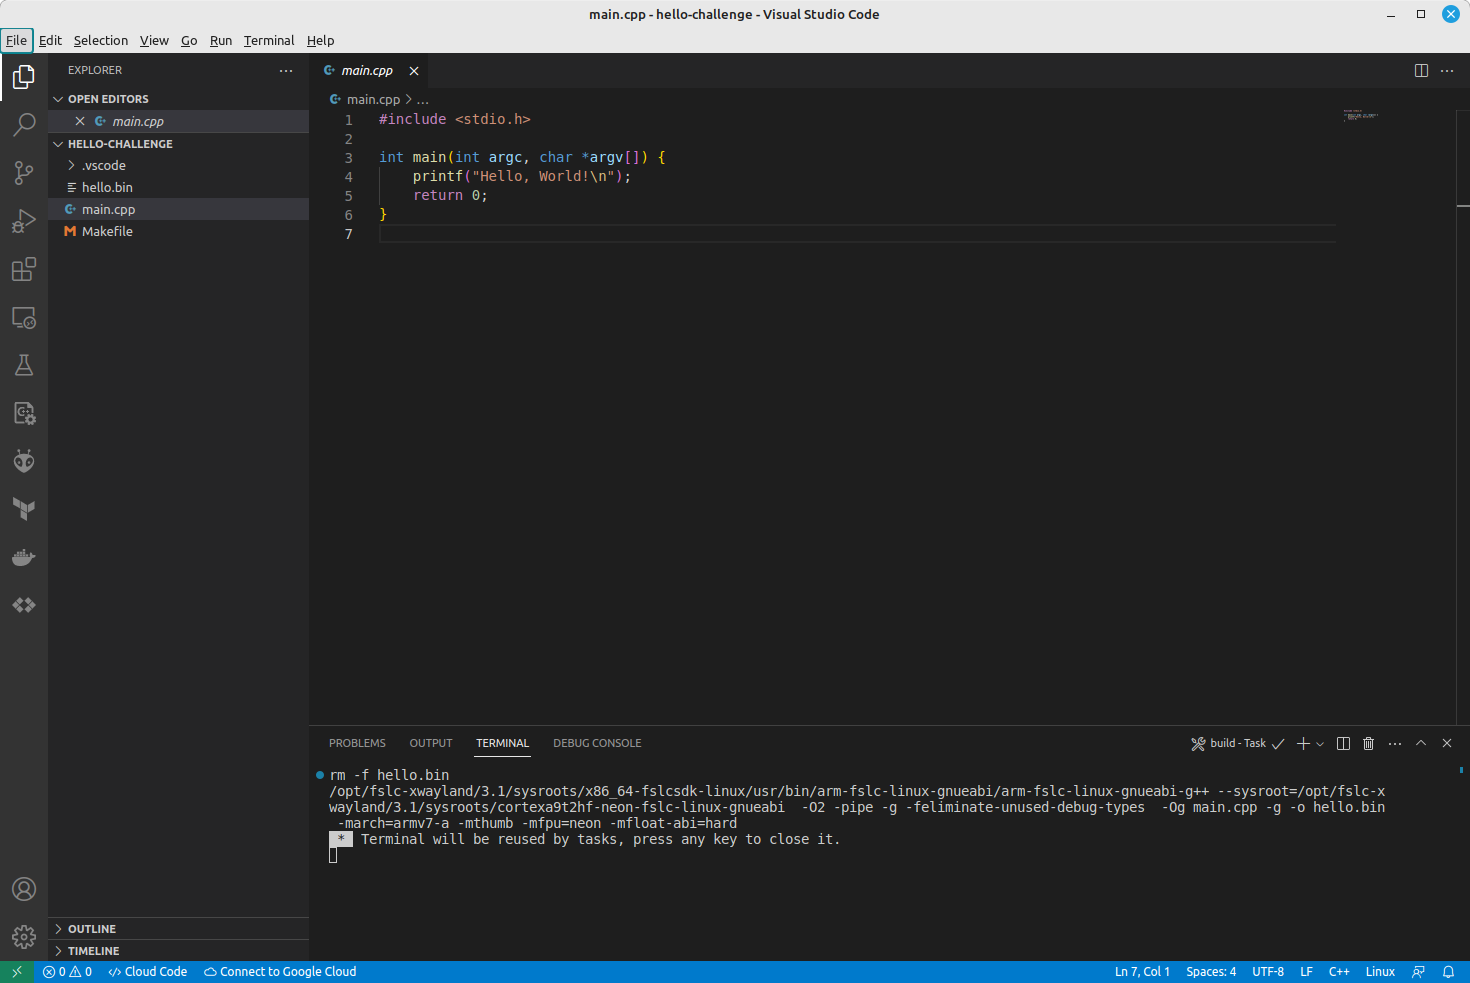 main.cpp - hello-challenge - Visual Studio Code
File Edit Selection View Go Run Terminal Help
EXPLORER
OPEN EDITORS
main.cpp
HELLO-CHALLENGE
.vscode
hello.bin
main.cpp
Makefile
OUTLINE
TIMELINE
main.cpp
main.cpp > ...
1 #include <stdio.h>
2
3 int main(int argc, char *argv[]) {
4     printf("Hello, World!\n");
5     return 0;
6 }
7
PROBLEMS OUTPUT TERMINAL DEBUG CONSOLE
build - Task
rm -f hello.bin
/opt/fslc-xwayland/3.1/sysroots/x86_64-fslcsdk-linux/usr/bin/arm-fslc-linux-gnueabi/arm-fslc-linux-gnueabi-g++ --sysroot=/opt/fslc-x
wayland/3.1/sysroots/cortexa9t2hf-neon-fslc-linux-gnueabi  -O2 -pipe -g -feliminate-unused-debug-types  -Og main.cpp -g -o hello.bin
 -march=armv7-a -mthumb -mfpu=neon -mfloat-abi=hard
 *  Terminal will be reused by tasks, press any key to close it.
0 0 Cloud Code Connect to Google Cloud Ln 7, Col 1 Spaces: 4 UTF-8 LF C++ Linux